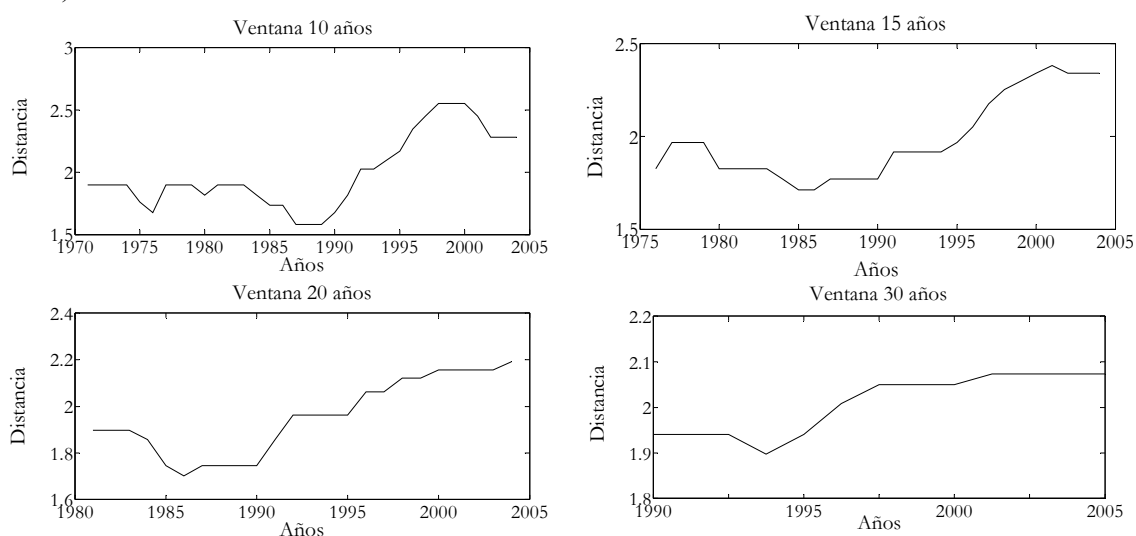 Ventana 10 años
3
2.5
2
1.5
Distancia
1970 1975 1980 1985 1990 1995 2000 2005
Años
Ventana 15 años
2.5
2
1.5
Distancia
1975 1980 1985 1990 1995 2000 2005
Años
Ventana 20 años
2.4
2.2
2
1.8
1.6
Distancia
1980 1985 1990 1995 2000 2005
Años
Ventana 30 años
2.2
2.1
2
1.9
1.8
Distancia
1990 1995 2000 2005
Años